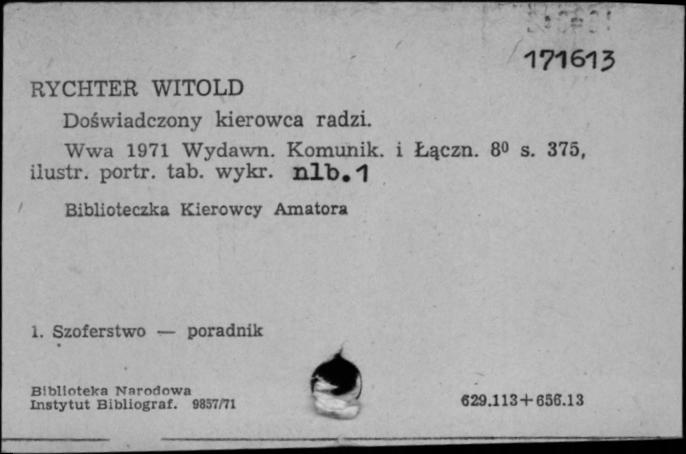 171613
RYCHTER WITOLD
Doświadczony kierowca radzi.
Wwa 1971 Wydawn. Komunik. i Łączn. 8⁰ s. 375,
ilustr. portr. tab. wykr. nlb.1
Biblioteczka Kierowcy Amatora
1. Szoferstwo — poradnik
Biblioteka Narodowa
Instytut Bibliograf. 9857/71
629.113+656.13